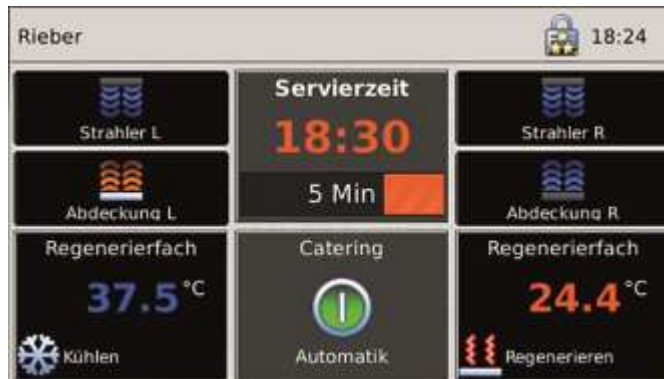 Rieber
18:24
Strahler L
Servierzeit
18:30
5 Min
Strahler R
Abdeckung L
Abdeckung R
Regenerierfach
37.5 °C
Kühlen
Catering
Automatik
Regenerierfach
24.4 °C
Regenerieren